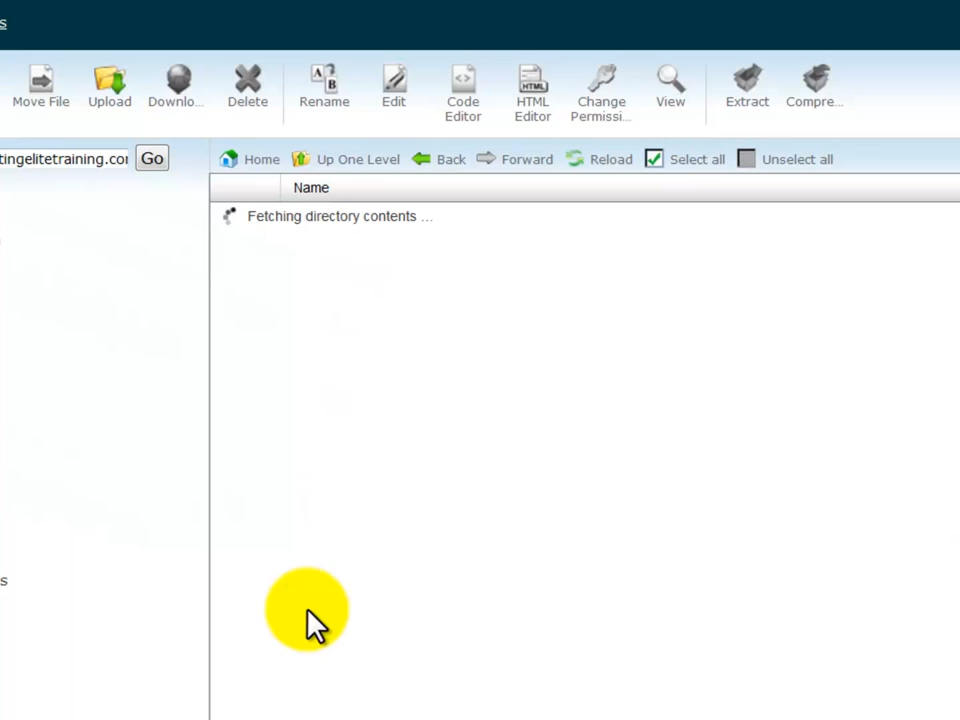 s
Move File Upload Downlo... Delete Rename Edit Code Editor HTML Editor Change Permissi... View Extract Compre...
tingelitetraining.co Go Home Up One Level Back Forward Reload Select all Unselect all
Name
Fetching directory contents ...
s